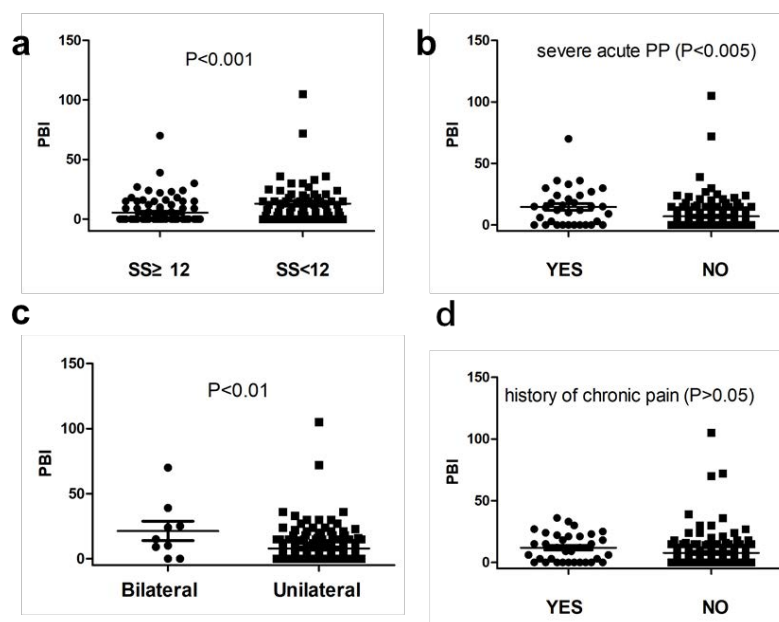 a
P<0.001
150
100
50
0
PBI
SS≥ 12 SS<12
b
severe acute PP (P<0.005)
150
100
50
0
PBI
YES NO
c
P<0.01
150
100
50
0
PBI
Bilateral Unilateral
d
history of chronic pain (P>0.05)
150
100
50
0
PBI
YES NO